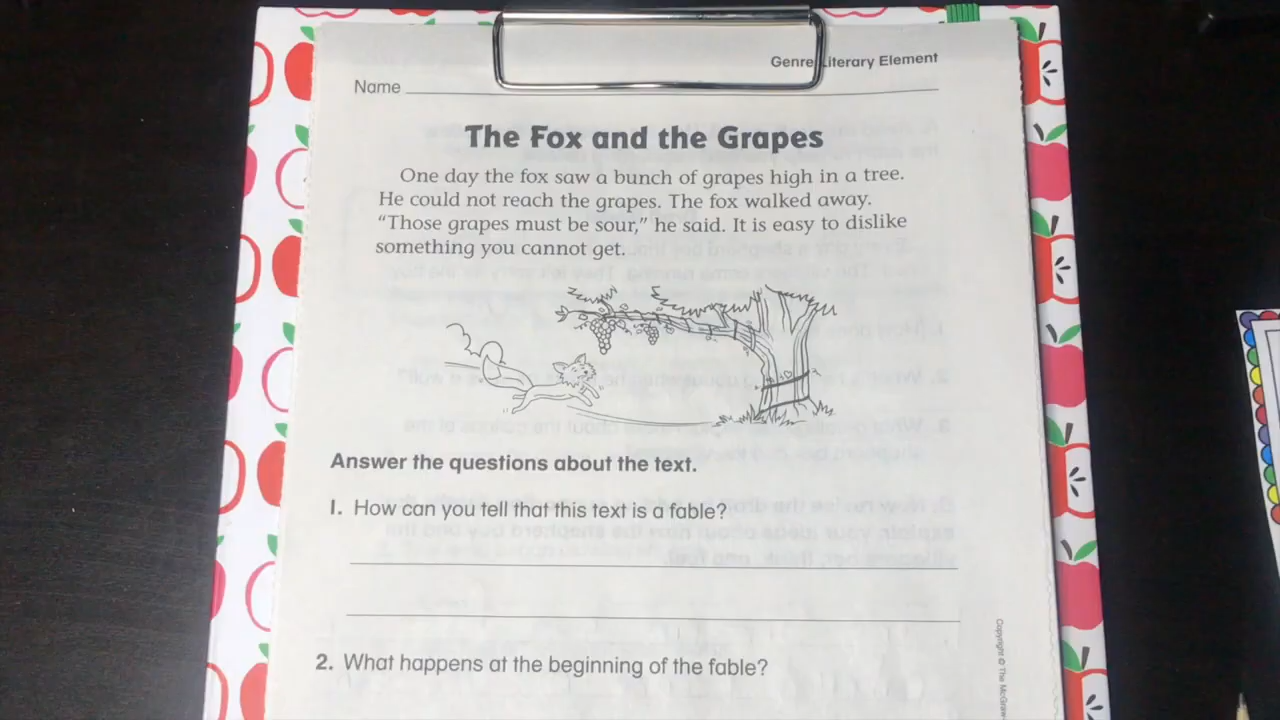 Genre/Literary Element
Name
The Fox and the Grapes
One day the fox saw a bunch of grapes high in a tree.
He could not reach the grapes. The fox walked away.
“Those grapes must be sour,” he said. It is easy to dislike
something you cannot get.
Answer the questions about the text.
1. How can you tell that this text is a fable?
2. What happens at the beginning of the fable?
Copyright © The McGraw-